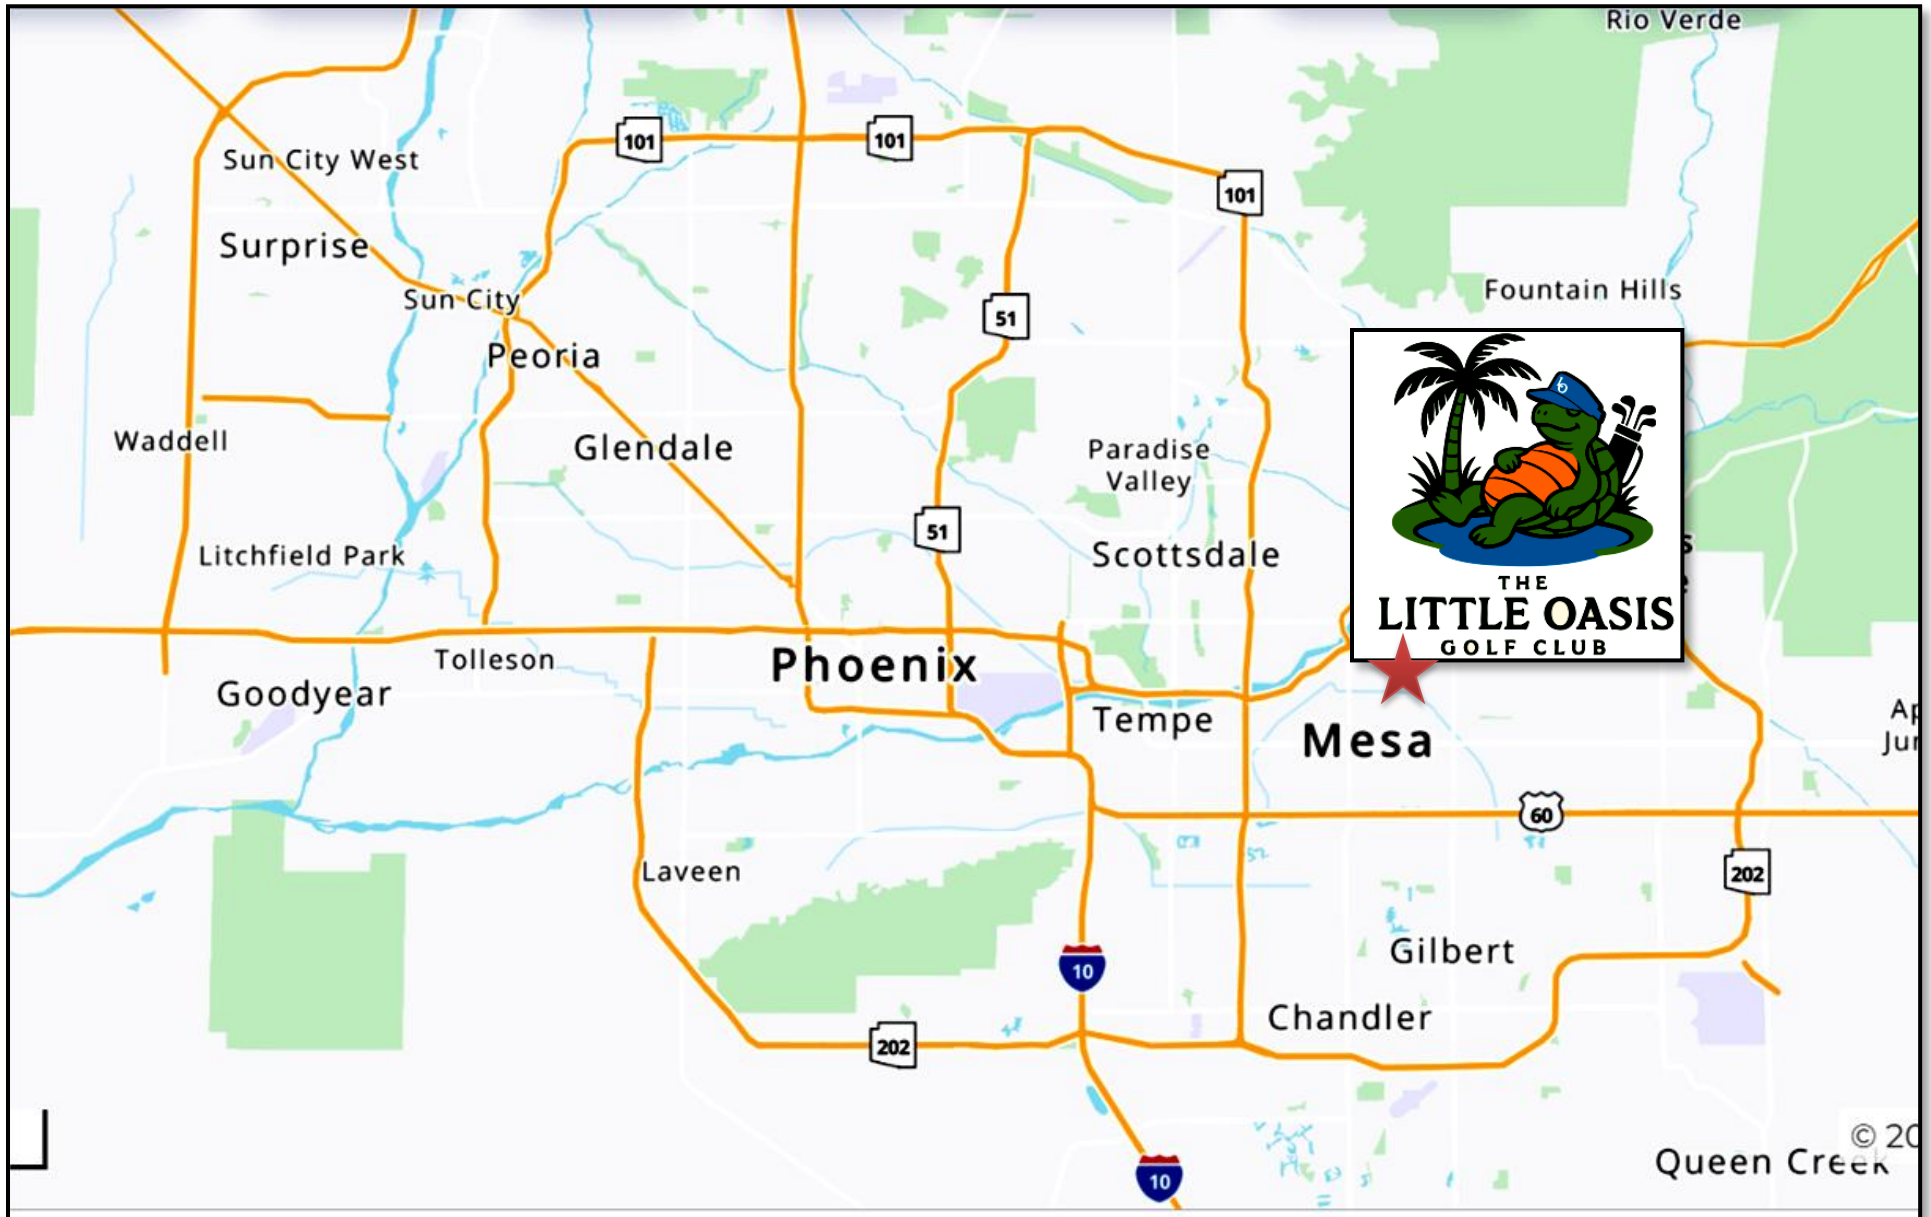 Rio Verde
101
101
Sun City West
101
Surprise
Sun City
Fountain Hills
51
Peoria
Waddell
Glendale
Paradise
Valley
51
Litchfield Park
Scottsdale
THE
LITTLE OASIS
GOLF CLUB
Tolleson
Phoenix
Goodyear
Tempe
Mesa
60
Laveen
202
Gilbert
10
Chandler
202
© 20
Queen Creek
10